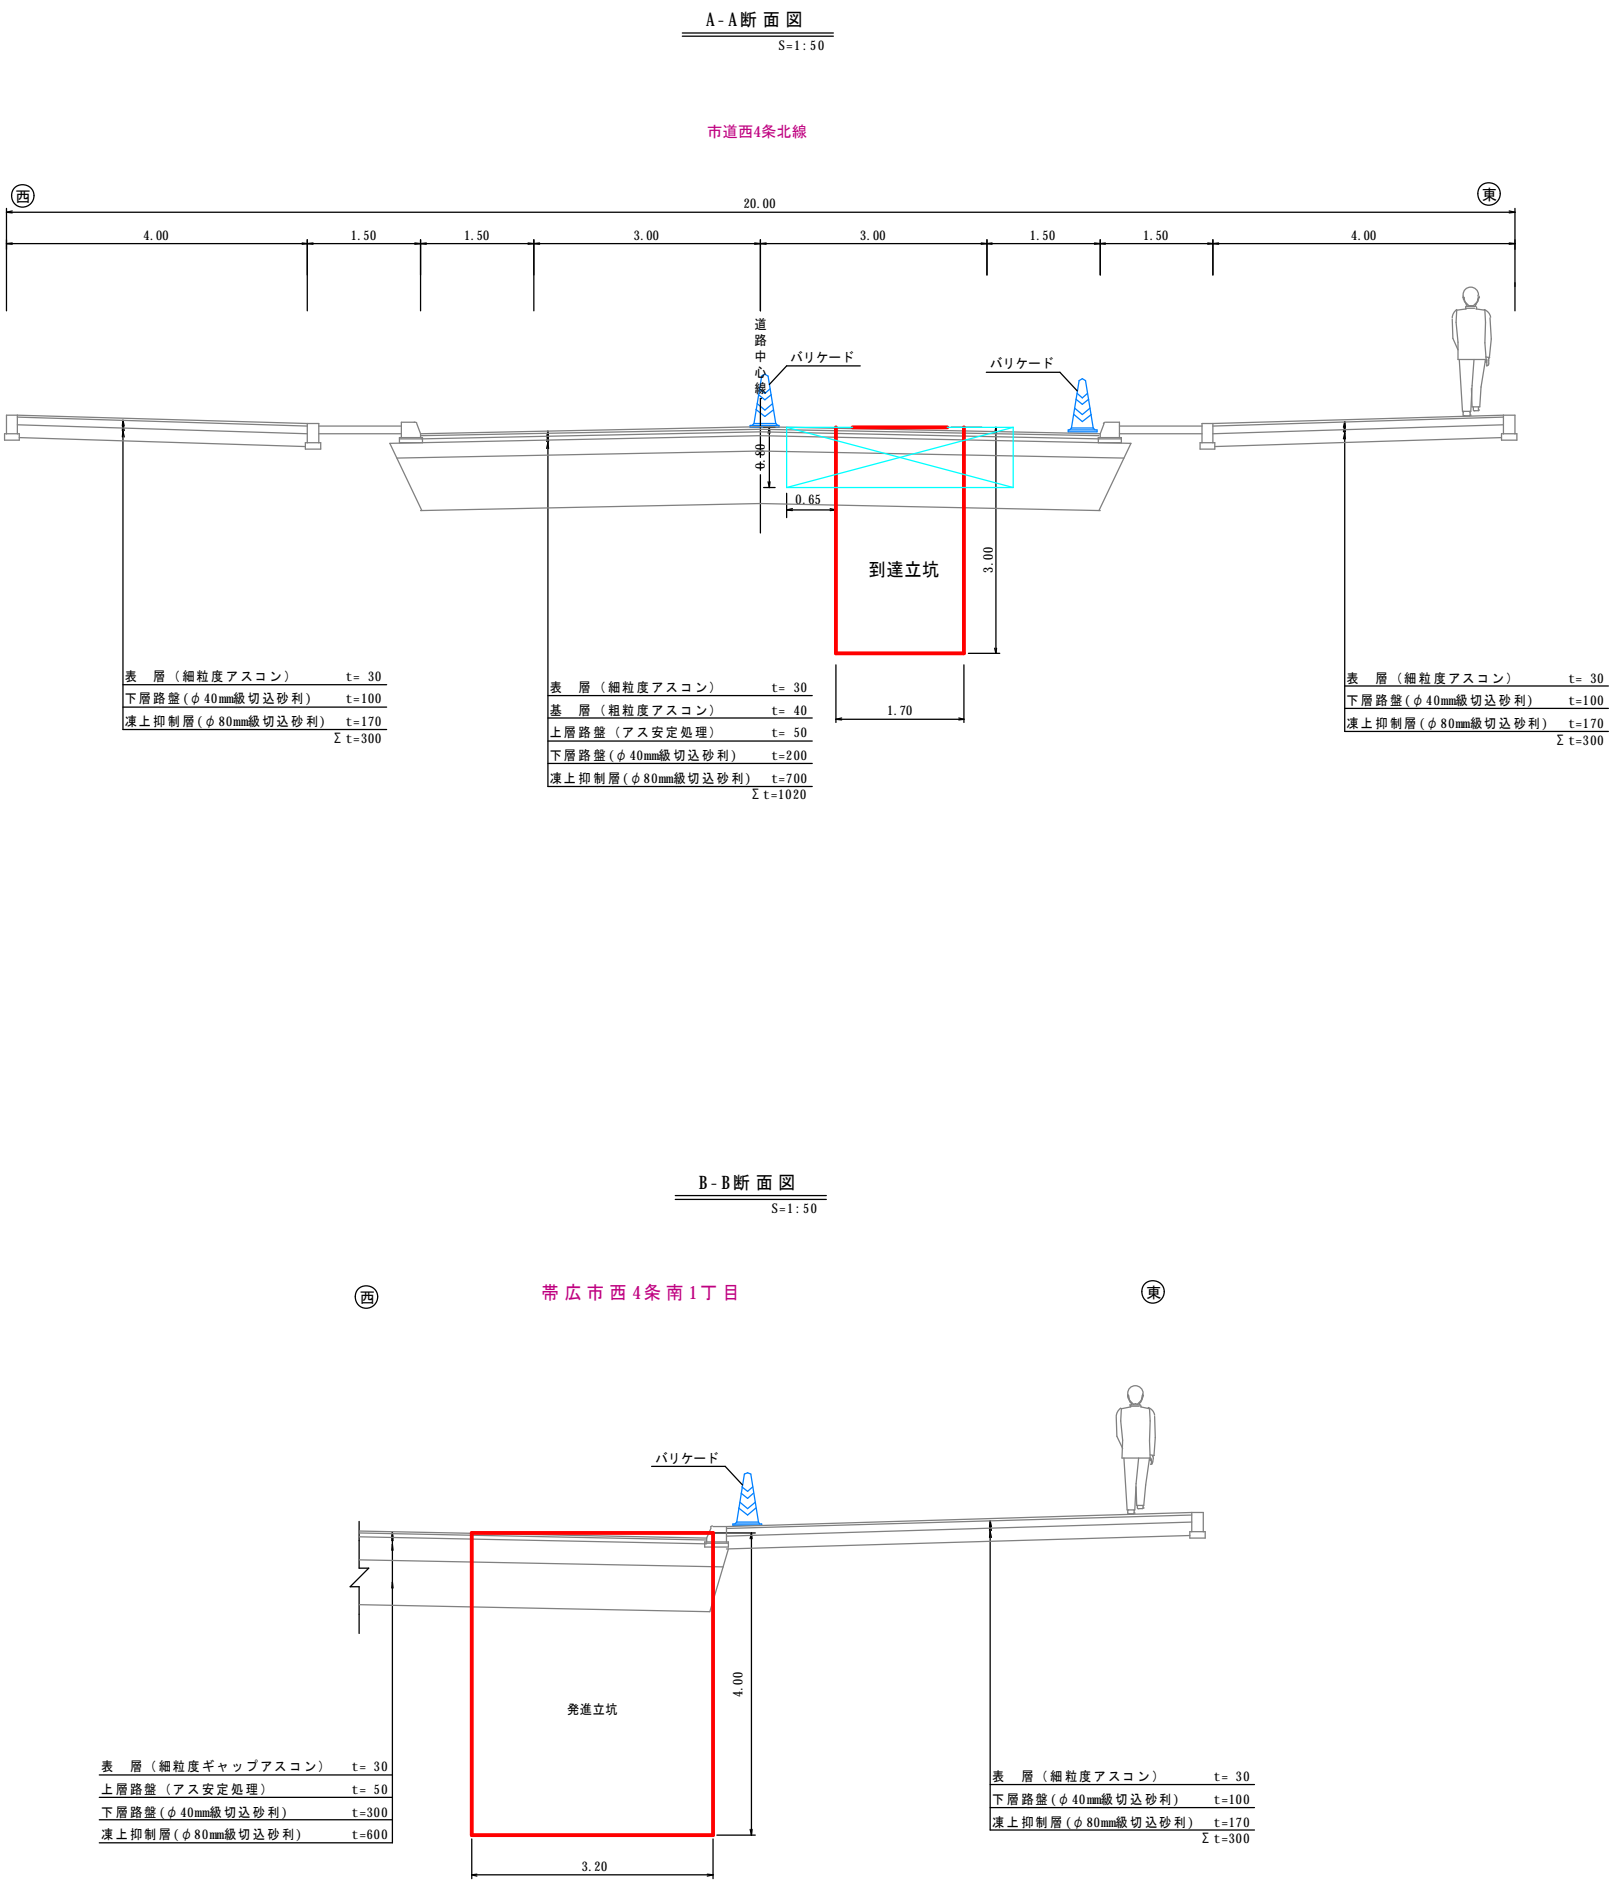 A-A断面図
S=1:50
市道西4条北線
西
東
20.00
4.00
1.50
1.50
3.00
3.00
1.50
1.50
4.00
道路中心線
バリケード
バリケード
0.80
0.65
到達立坑
3.00
1.70
表　層（細粒度アスコン） t= 30
下層路盤(φ40mm級切込砂利) t=100
凍上抑制層(φ80mm級切込砂利) t=170
Σt=300
表　層（細粒度アスコン） t= 30
基　層（粗粒度アスコン） t= 40
上層路盤（アス安定処理） t= 50
下層路盤(φ40mm級切込砂利) t=200
凍上抑制層(φ80mm級切込砂利) t=700
Σt=1020
表　層（細粒度アスコン） t= 30
下層路盤(φ40mm級切込砂利) t=100
凍上抑制層(φ80mm級切込砂利) t=170
Σt=300
B-B断面図
S=1:50
西
帯広市西4条南1丁目
東
バリケード
発進立坑
4.00
3.20
表　層（細粒度ギャップアスコン） t= 30
上層路盤（アス安定処理） t= 50
下層路盤(φ40mm級切込砂利) t=300
凍上抑制層(φ80mm級切込砂利) t=600
表　層（細粒度アスコン） t= 30
下層路盤(φ40mm級切込砂利) t=100
凍上抑制層(φ80mm級切込砂利) t=170
Σt=300